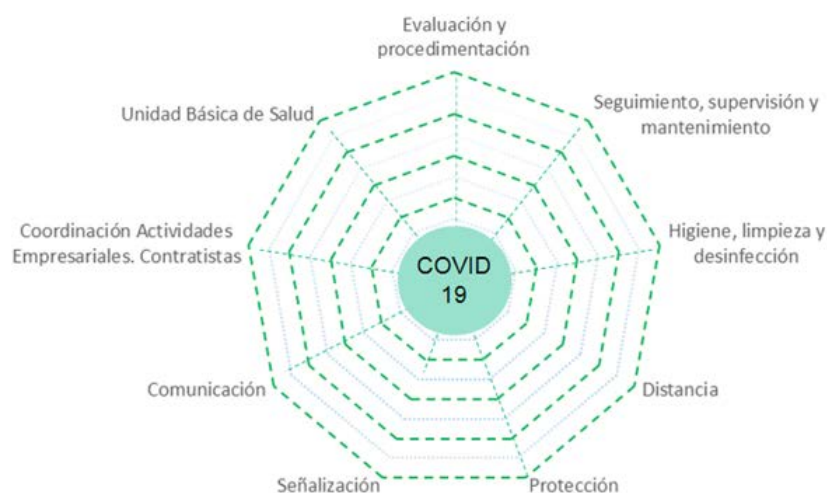 Evaluación y
procedimentación
Seguimiento, supervisión y
mantenimiento
Unidad Básica de Salud
Coordinación Actividades
Empresariales. Contratistas
Higiene, limpieza y
desinfección
COVID
19
Comunicación
Distancia
Señalización
Protección